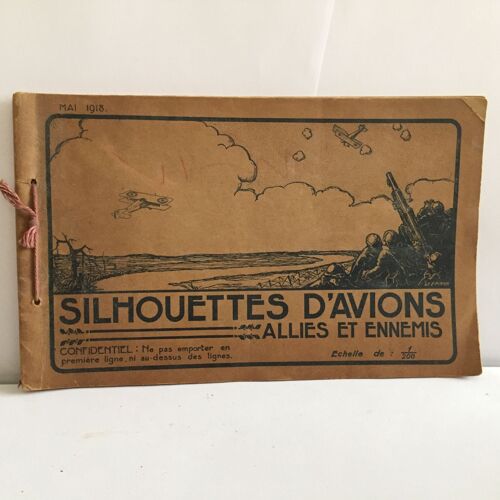 MAI 1918.
SILHOUETTES D'AVIONS
ALLIES ET ENNEMIS
CONFIDENTIEL : Ne pas emporter en
première ligne, ni au-dessus des lignes.
Echelle de : 1/200